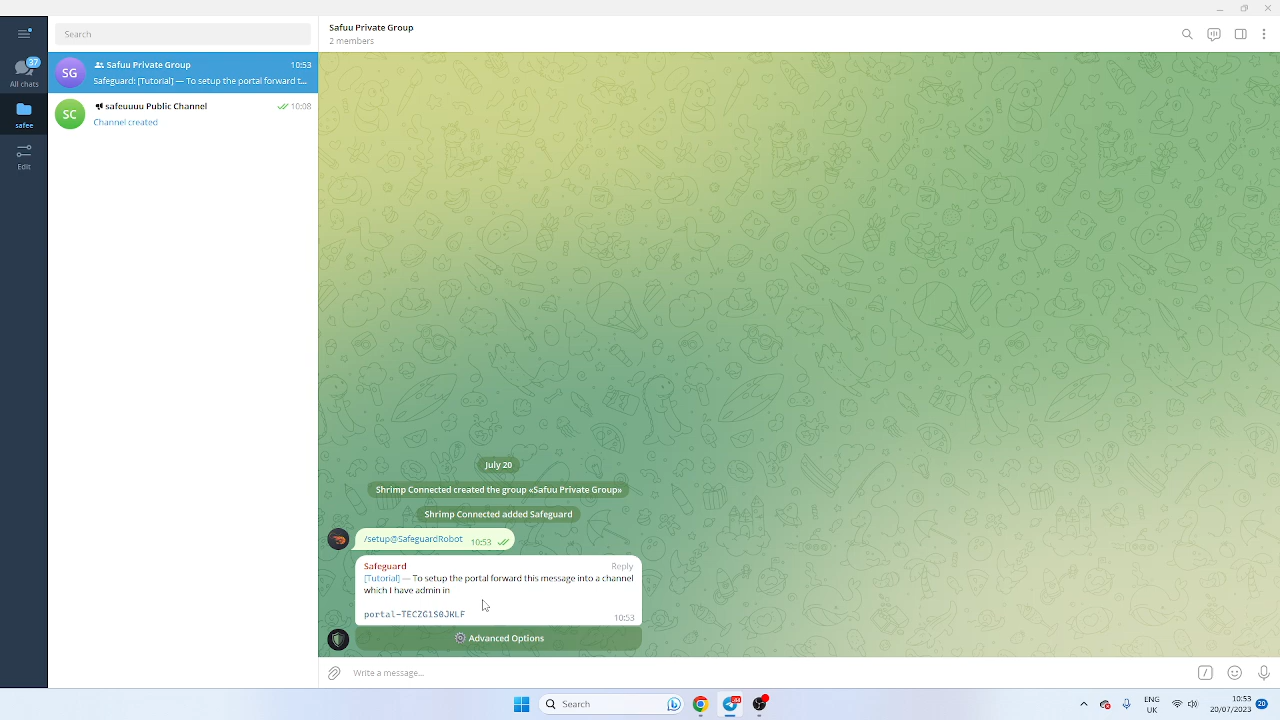 Search
Safuu Private Group
2 members
37
All chats
safee
Edit
SG
Safuu Private Group
10:53
Safeguard: [Tutorial] — To setup the portal forward t...
SC
safeuuuu Public Channel
10:08
Channel created
July 20
Shrimp Connected created the group «Safuu Private Group»
Shrimp Connected added Safeguard
/setup@SafeguardRobot 10:53
Safeguard
Reply
[Tutorial] — To setup the portal forward this message into a channel
which I have admin in
portal-TECZG1S0JKLF
10:53
Advanced Options
Write a message...
Search
ENG
UK
10:53
20/07/2023